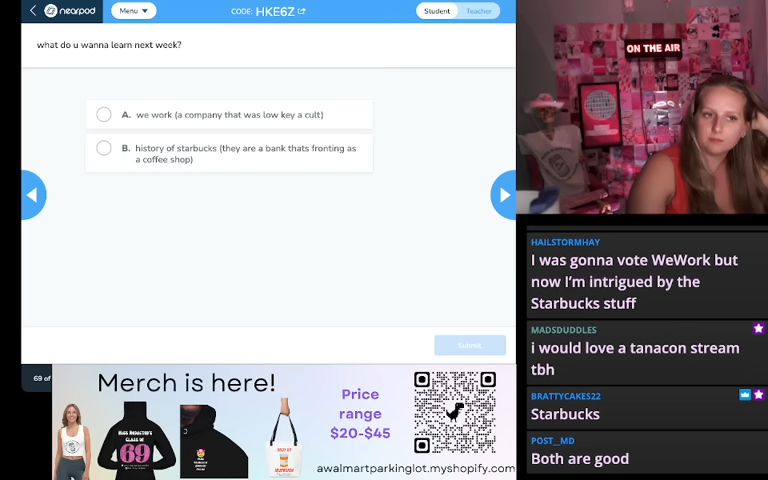 nearpod
Menu
CODE: HKE6Z
Student
Teacher
what do u wanna learn next week?
A. we work (a company that was low key a cult)
B. history of starbucks (they are a bank thats fronting as
a coffee shop)
Submit
69 of
ON THE AIR
HAILSTORMHAY
I was gonna vote WeWork but
now I'm intrigued by the
Starbucks stuff
MADSDUDDLES
i would love a tanacon stream
tbh
BRATTYCAKES22
Starbucks
POST_MD
Both are good
Merch is here!
CLASS OF
69
Price
range
$20-$45
awalmartparkinglot.myshopify.com